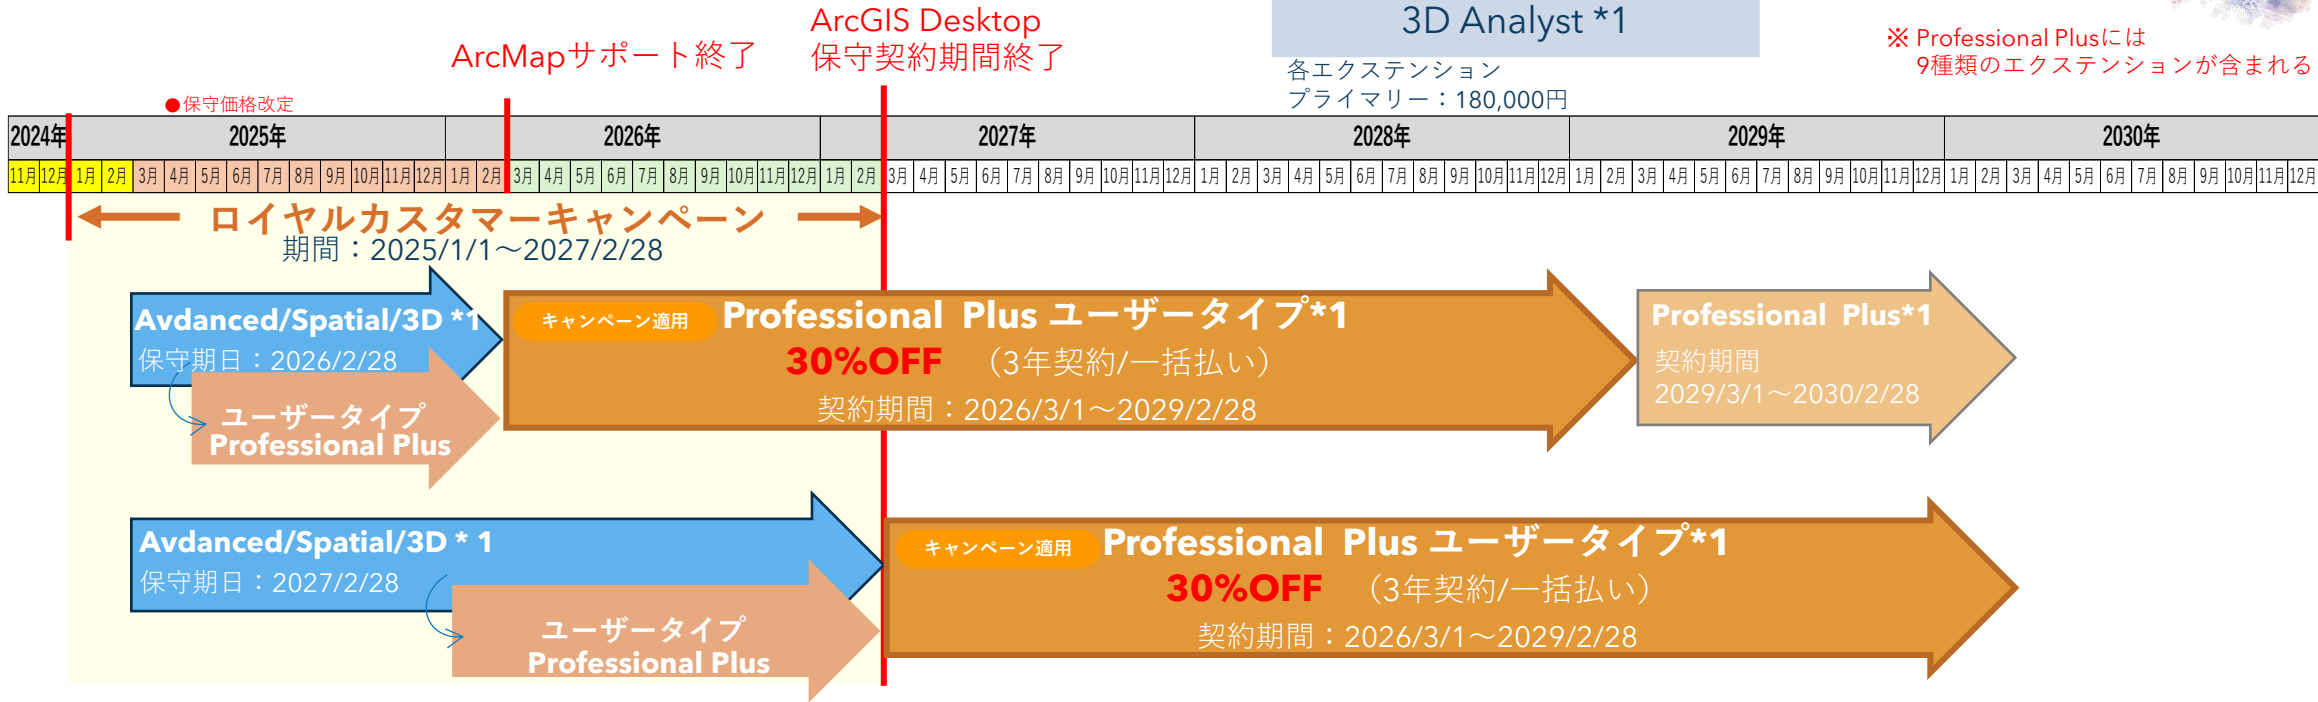 ArcGIS Desktop
保守契約期間終了
ArcMapサポート終了
3D Analyst *1
各エクステンション
プライマリー：180,000円
※ Professional Plusには
9種類のエクステンションが含まれる
●保守価格改定
2024年 2025年 2026年 2027年 2028年 2029年 2030年
11月 12月 1月 2月 3月 4月 5月 6月 7月 8月 9月 10月 11月 12月 1月 2月 3月 4月 5月 6月 7月 8月 9月 10月 11月 12月 1月 2月 3月 4月 5月 6月 7月 8月 9月 10月 11月 12月 1月 2月 3月 4月 5月 6月 7月 8月 9月 10月 11月 12月 1月 2月 3月 4月 5月 6月 7月 8月 9月 10月 11月 12月 1月 2月 3月 4月 5月 6月 7月 8月 9月 10月 11月 12月
ロイヤルカスタマーキャンペーン
期間：2025/1/1～2027/2/28
Avdanced/Spatial/3D *1
保守期日：2026/2/28
ユーザータイプ
Professional Plus
キャンペーン適用
Professional Plus ユーザータイプ*1
30%OFF （3年契約/一括払い）
契約期間：2026/3/1～2029/2/28
Professional Plus*1
契約期間
2029/3/1～2030/2/28
Avdanced/Spatial/3D * 1
保守期日：2027/2/28
ユーザータイプ
Professional Plus
キャンペーン適用
Professional Plus ユーザータイプ*1
30%OFF （3年契約/一括払い）
契約期間：2026/3/1～2029/2/28